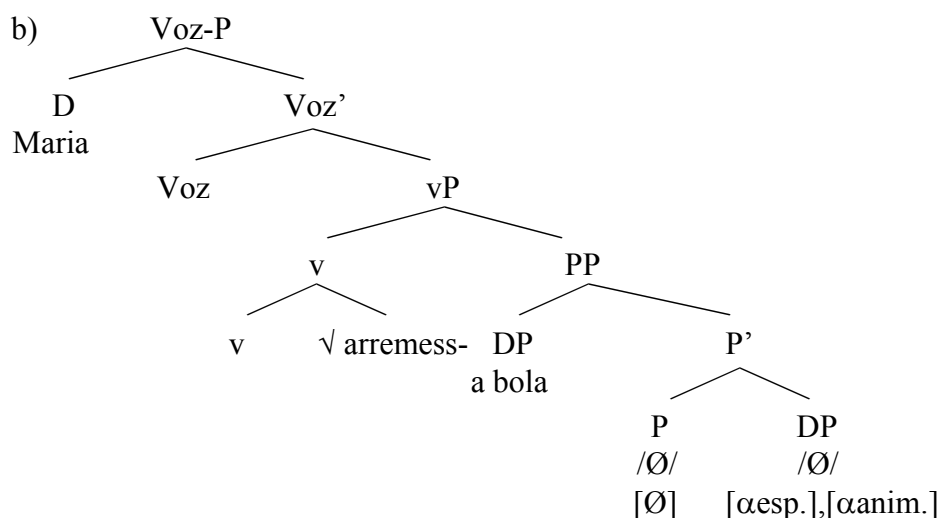 b) Voz-P
D Voz’
Maria
Voz vP
v PP
v √ arremess- DP P’
a bola
P DP
/Ø/ /Ø/
[Ø] [αesp.],[αanim.]